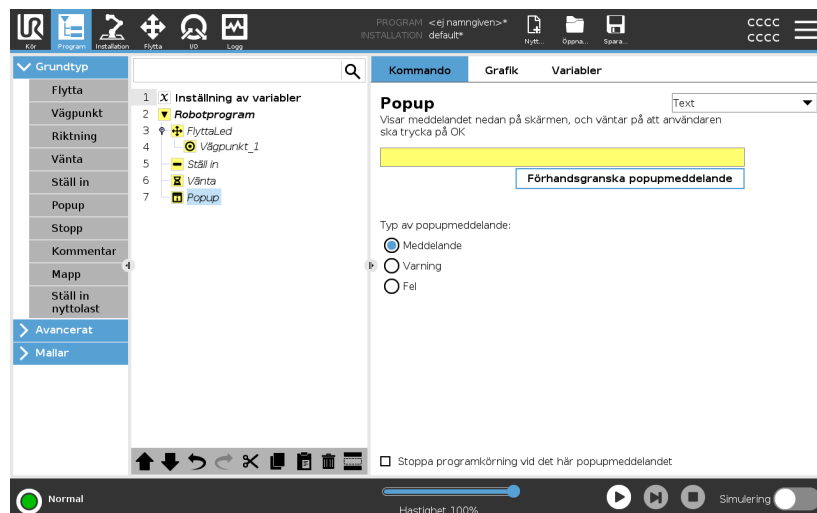 PROGRAM <ej namngiven>*
INSTALLATION default*
CCCC
CCCC
Kör
Program
Installation
Flytta
I/O
Logg
Nytt...
Öppna...
Spara...
Grundtyp
Flytta
Vägpunkt
Riktning
Vänta
Ställ in
Popup
Stopp
Kommentar
Mapp
Ställ in
nyttolast
Avancerat
Mallar
1 X Inställning av variabler
2 Robotprogram
3 FlyttaLed
4 Vägpunkt_1
5 Ställ in
6 Vänta
7 Popup
Kommando Grafik Variabler
Popup
Text
Visar meddelandet nedan på skärmen, och väntar på att användaren
ska trycka på OK
Förhandsgranska popupmeddelande
Typ av popupmeddelande:
Meddelande
Varning
Fel
Stoppa programkörning vid det här popupmeddelandet
Normal
Hastighet 100%
Simulering